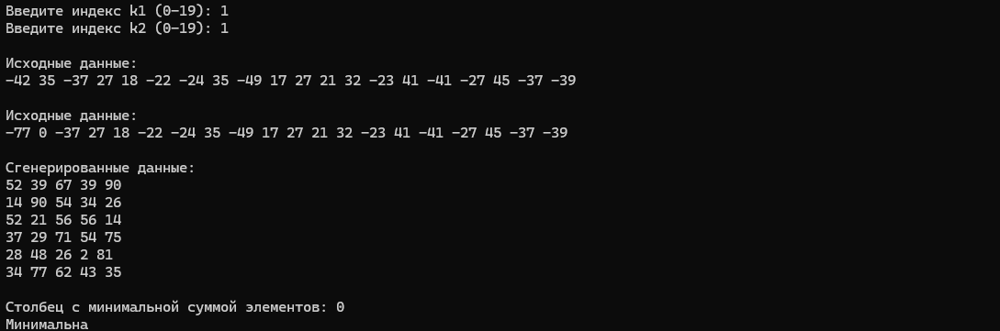 Введите индекс k1 (0-19): 1
Введите индекс k2 (0-19): 1
Исходные данные:
-42 35 -37 27 18 -22 -24 35 -49 17 27 21 32 -23 41 -41 -27 45 -37 -39
Исходные данные:
-77 0 -37 27 18 -22 -24 35 -49 17 27 21 32 -23 41 -41 -27 45 -37 -39
Сгенерированные данные:
52 39 67 39 90
14 90 54 34 26
52 21 56 56 14
37 29 71 54 75
28 48 26 2 81
34 77 62 43 35
Столбец с минимальной суммой элементов: 0
Минимальна